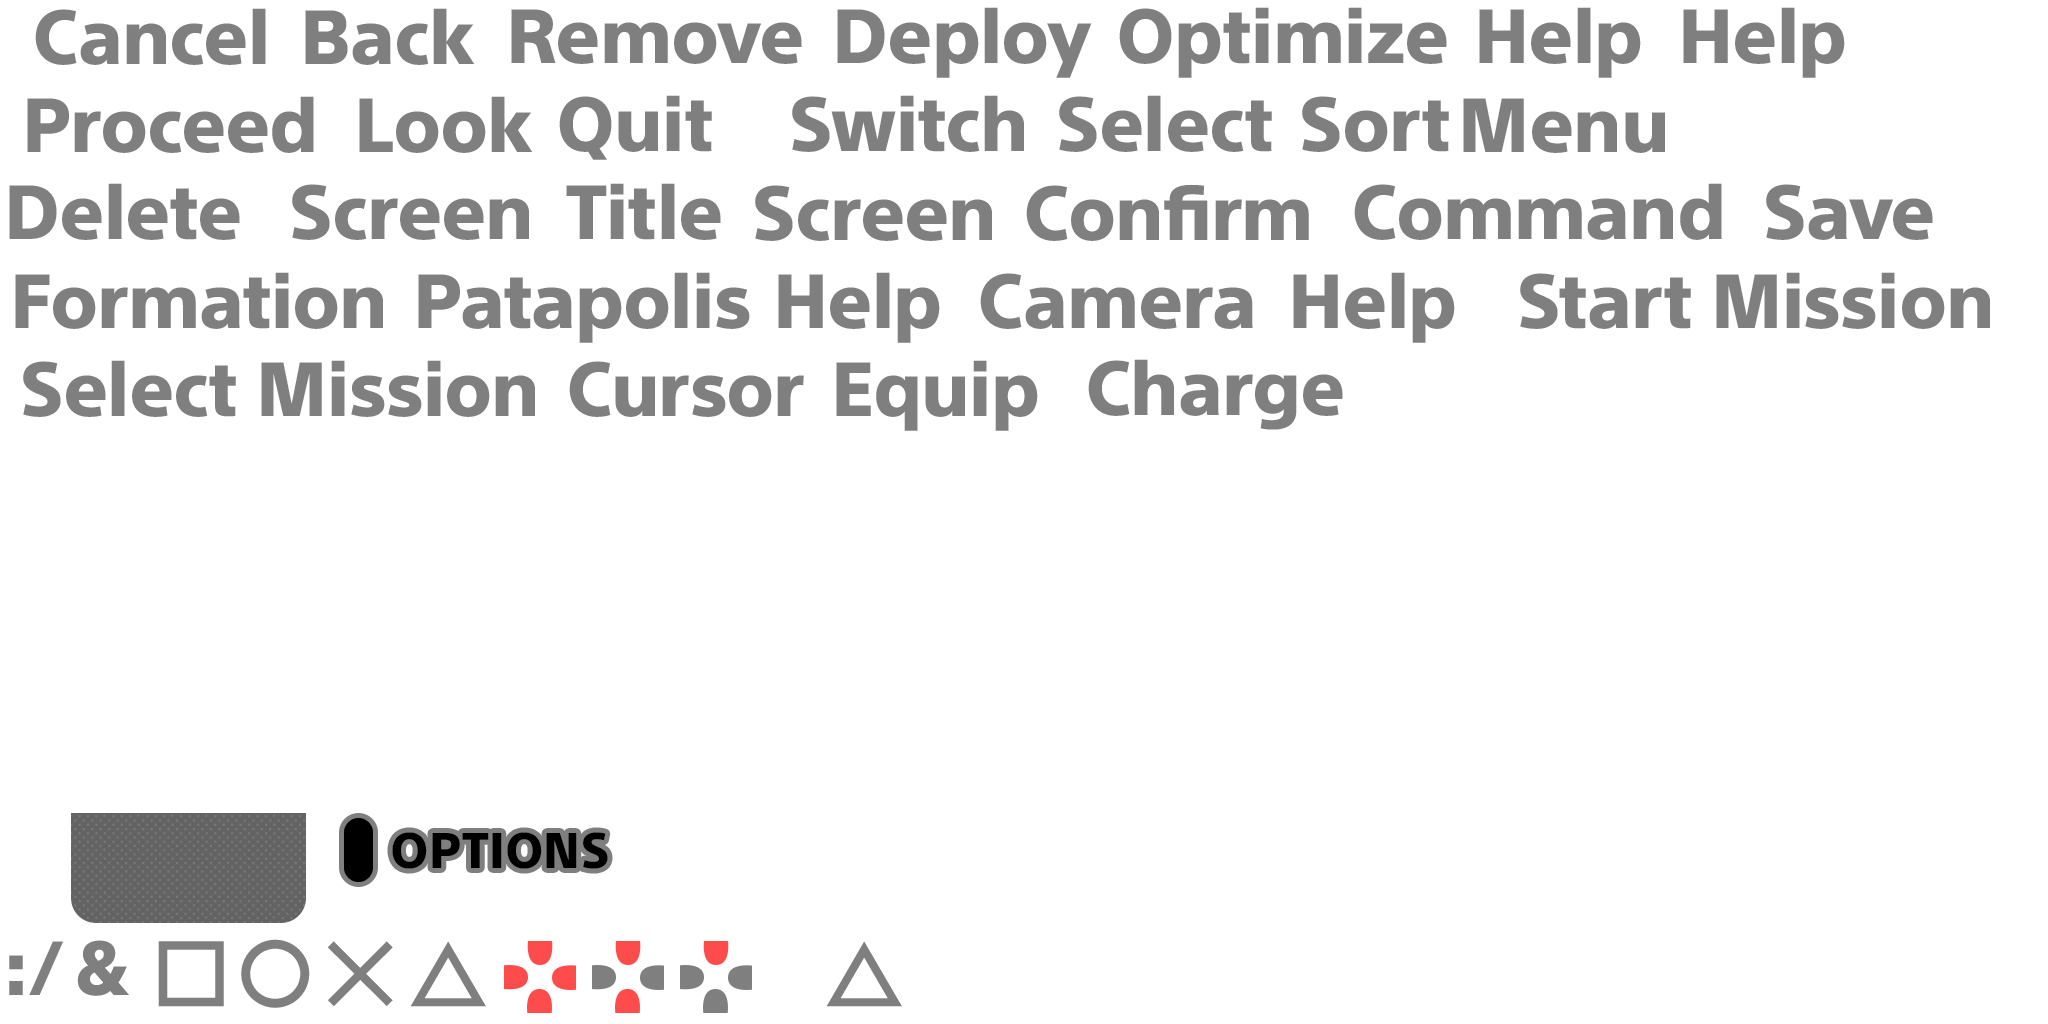 Cancel Back Remove Deploy Optimize Help Help
Proceed Look Quit Switch Select Sort Menu
Delete Screen Title Screen Confirm Command Save
Formation Patapolis Help Camera Help Start Mission
Select Mission Cursor Equip Charge
OPTIONS
:/ &